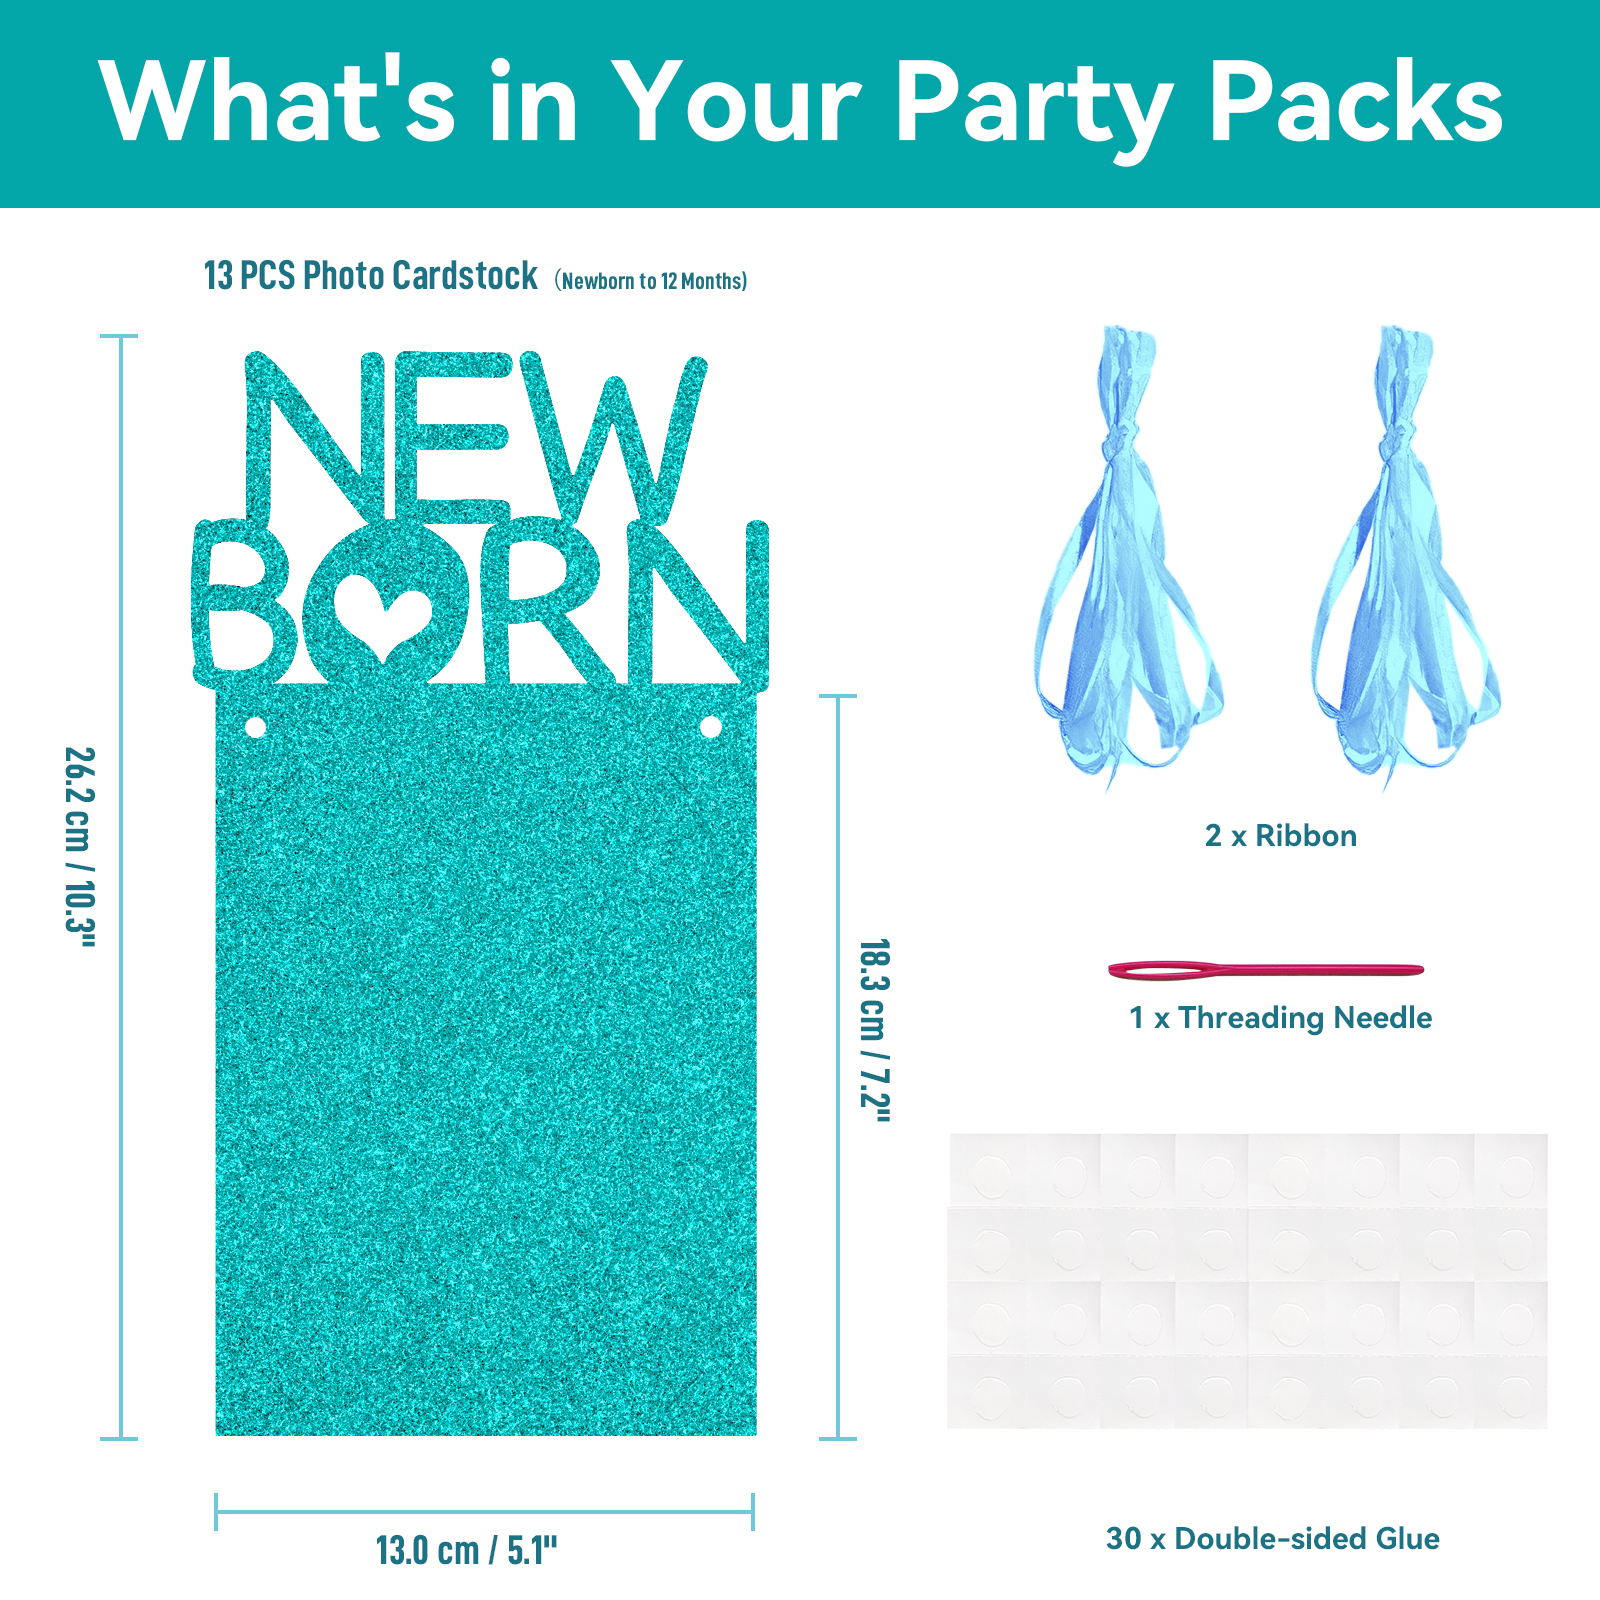 What's in Your Party Packs
13 PCS Photo Cardstock (Newborn to 12 Months)
NEW
BORN
26.2 cm / 10.3"
18.3 cm / 7.2"
13.0 cm / 5.1"
2 x Ribbon
1 x Threading Needle
30 x Double-sided Glue